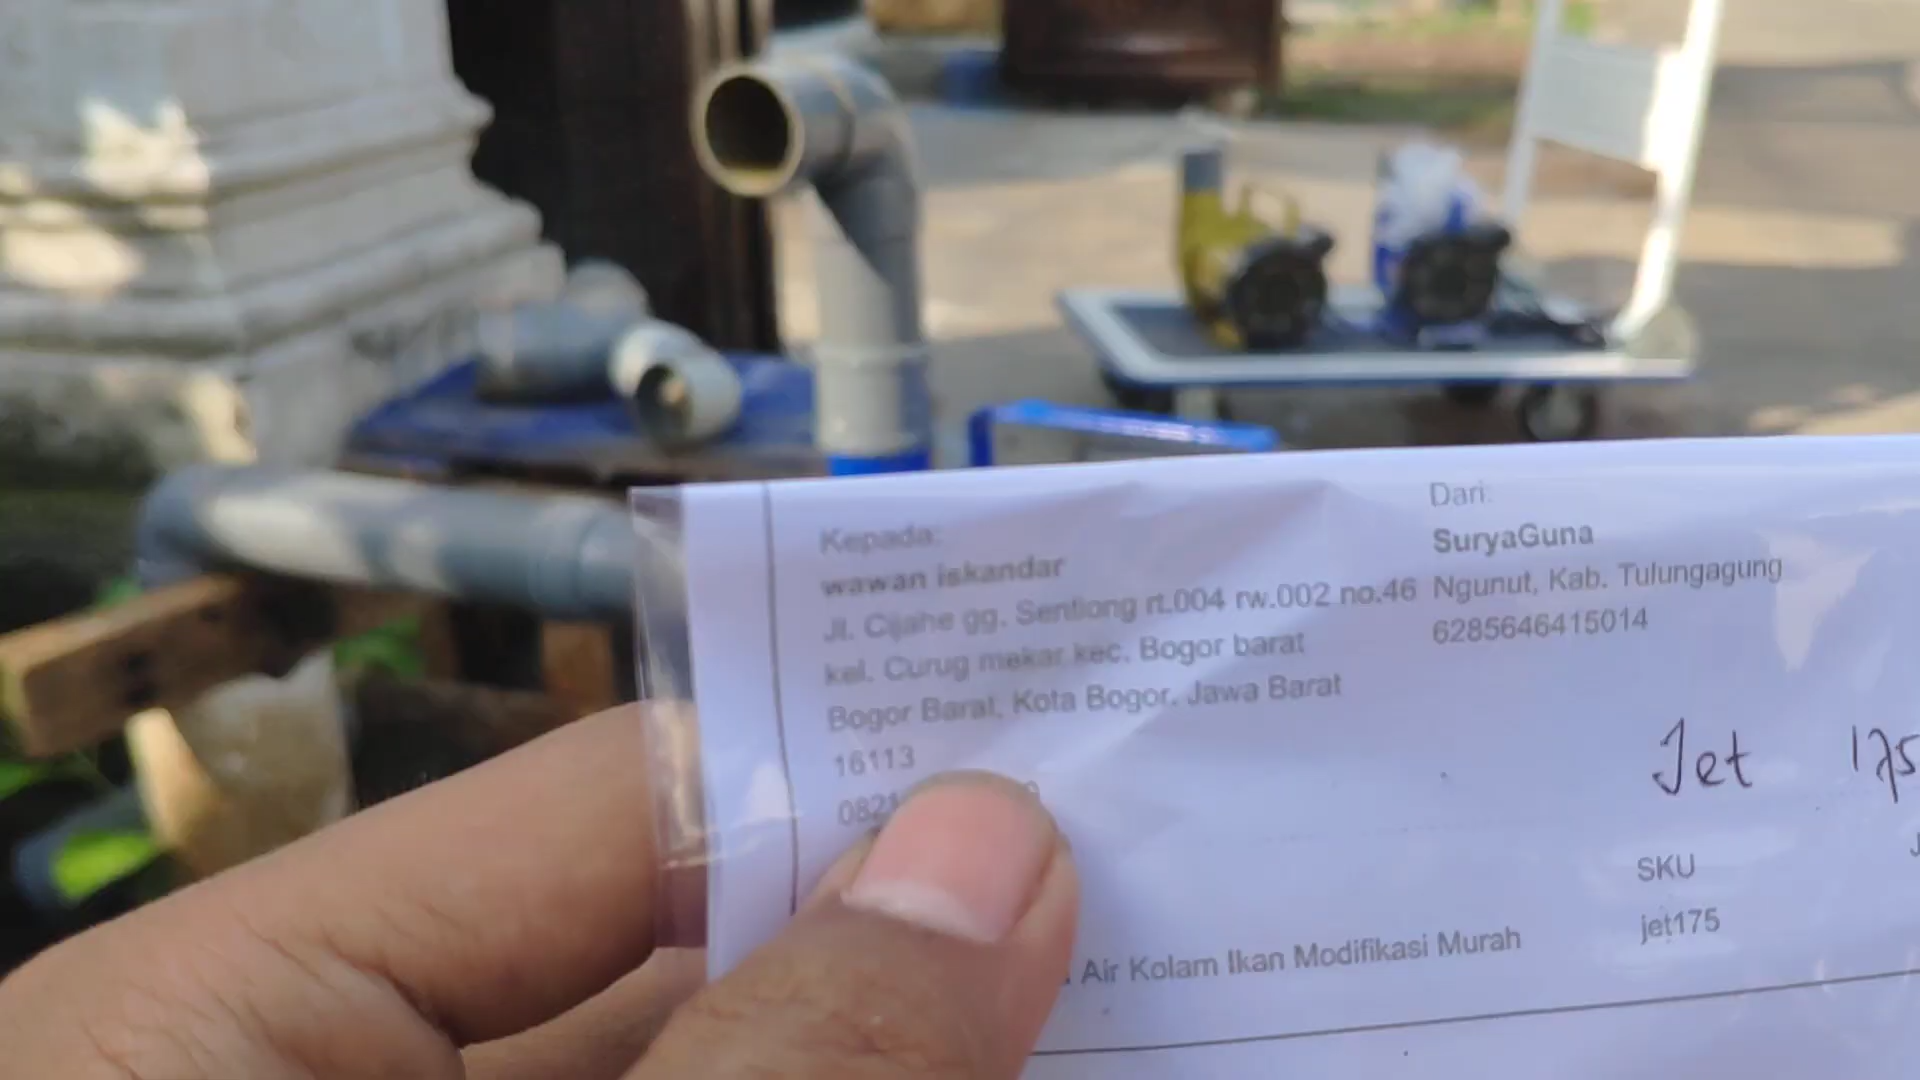 Kepada:
wawan iskandar
Jl. Cijahe gg. Sentiong rt.004 rw.002 no.46
kel. Curug mekar kec. Bogor barat
Bogor Barat, Kota Bogor, Jawa Barat
16113
0821
Dari:
SuryaGuna
Ngunut, Kab. Tulungagung
6285646415014
Jet 175
SKU
jet175
Air Kolam Ikan Modifikasi Murah